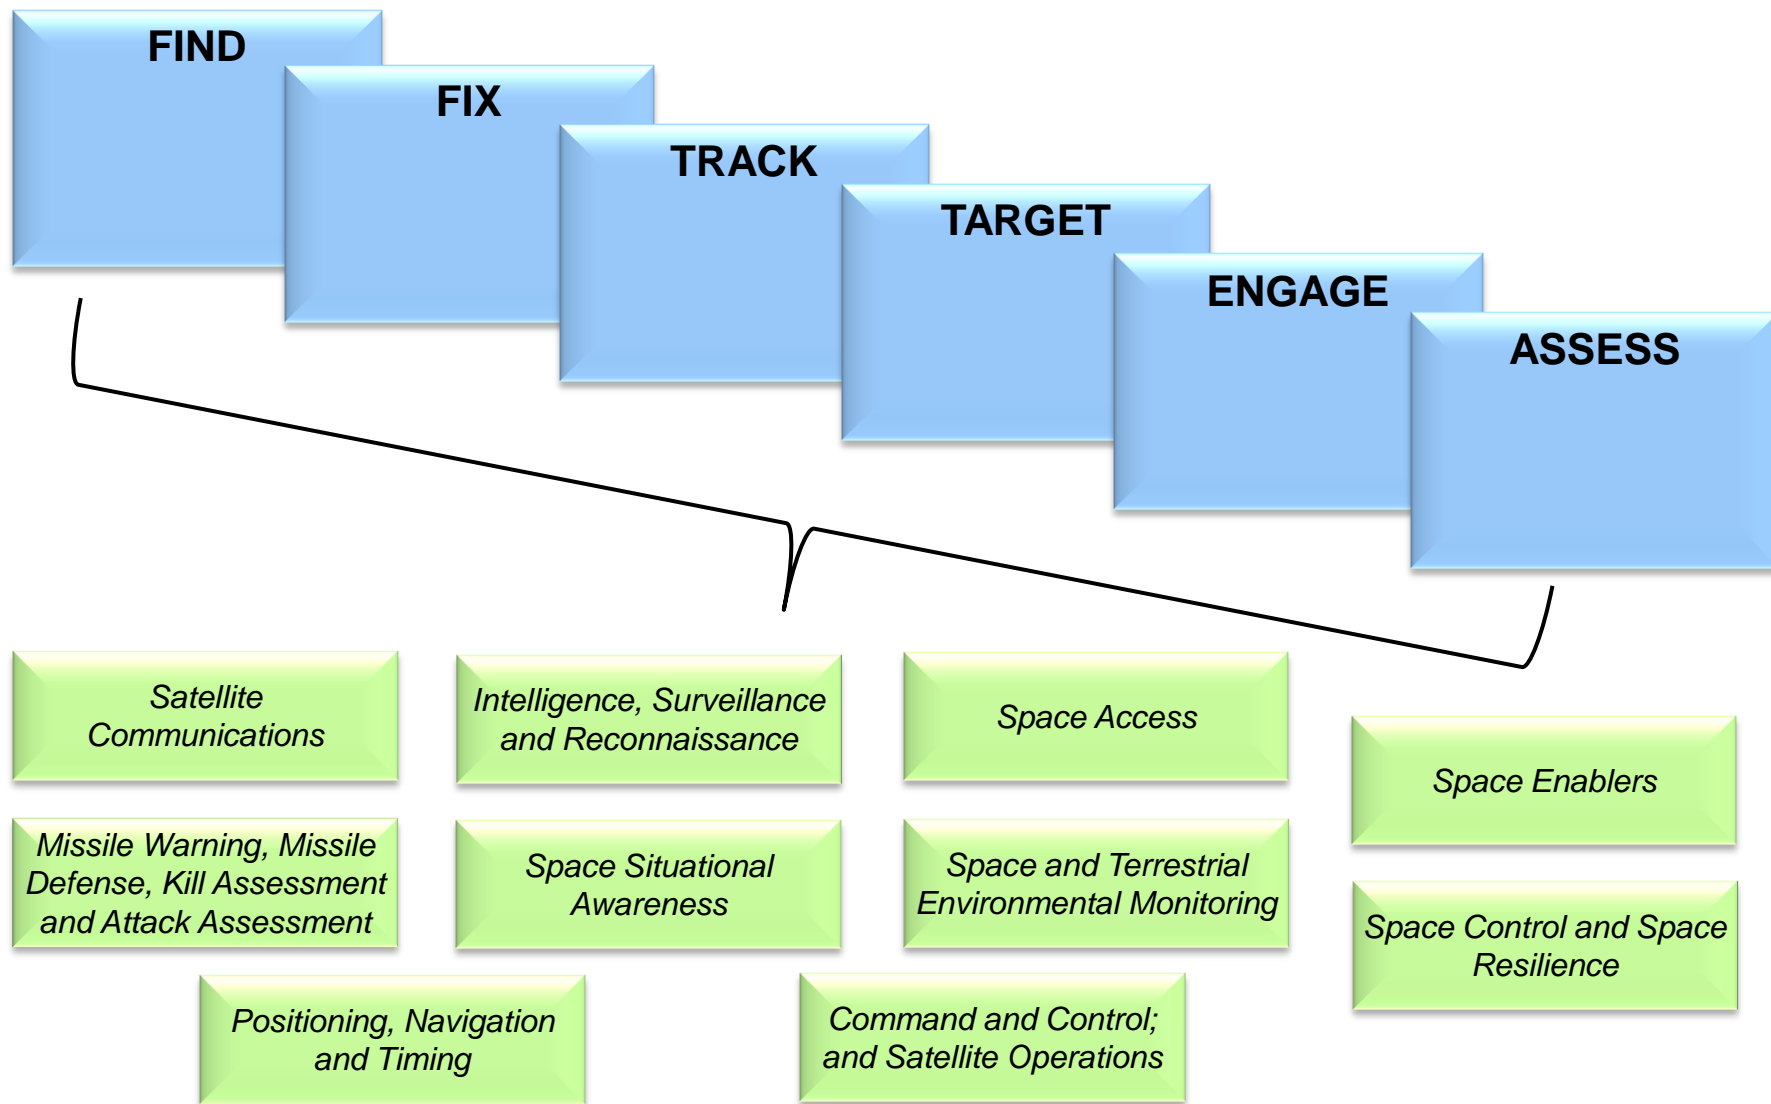 FIND
FIX
TRACK
TARGET
ENGAGE
ASSESS
Satellite
Communications
Intelligence, Surveillance
and Reconnaissance
Space Access
Space Enablers
Missile Warning, Missile
Defense, Kill Assessment
and Attack Assessment
Space Situational
Awareness
Space and Terrestrial
Environmental Monitoring
Space Control and Space
Resilience
Positioning, Navigation
and Timing
Command and Control;
and Satellite Operations